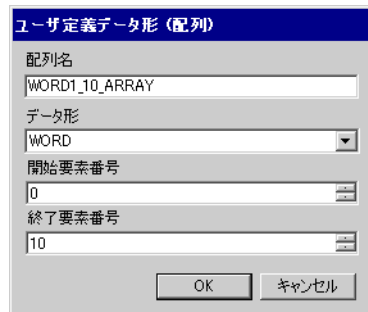 ユーザ定義データ形（配列）
配列名
WORD1_10_ARRAY
データ形
WORD
開始要素番号
0
終了要素番号
10
OK キャンセル